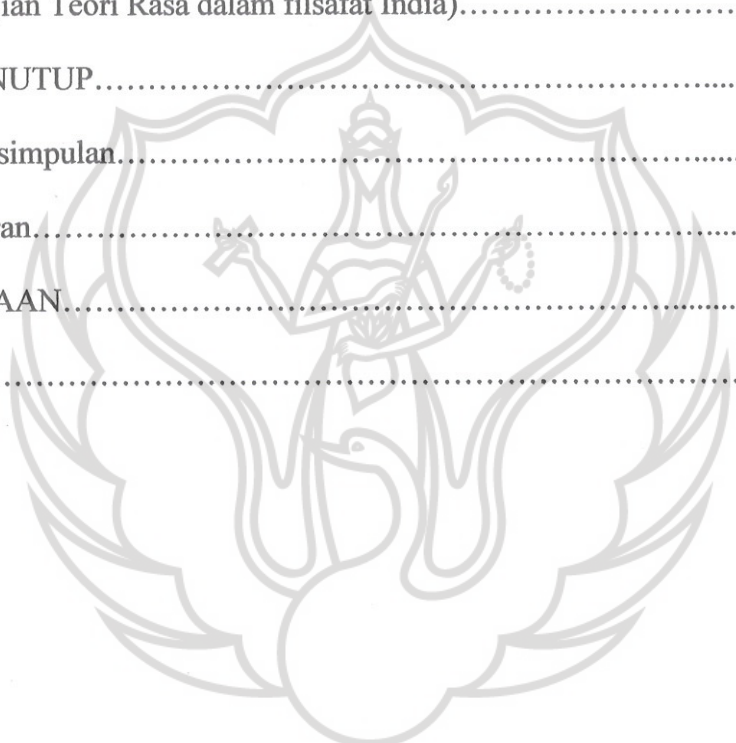 ian Teori Rasa dalam filsafat India)..............................
NUTUP...............................................................
simpulan............................................................
an......................................................................
AAN..................................................................
............................................................................